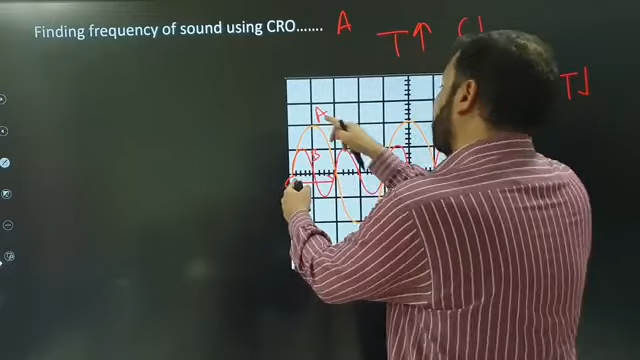 Finding frequency of sound using CRO....... A
T↑
T↓
A
B